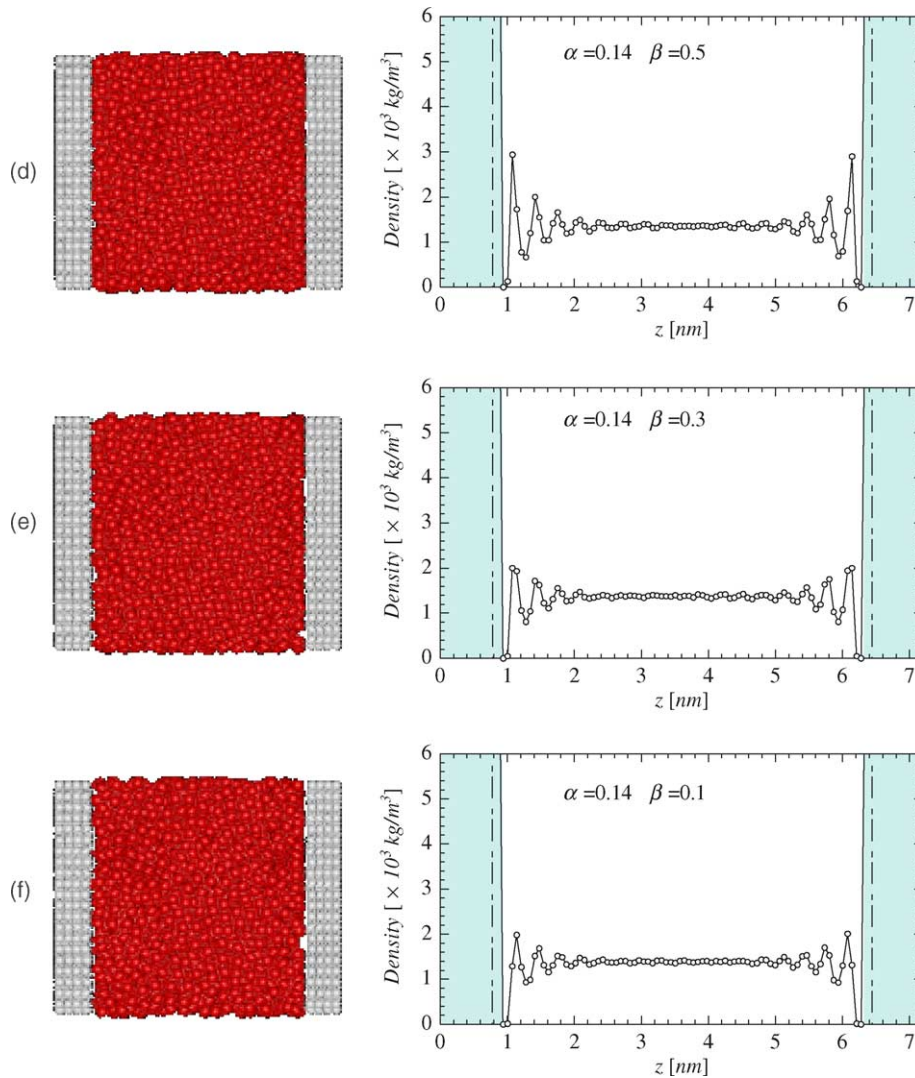 (d)
Density [ × 10³ kg/m³]
6
5
4
3
2
1
0
α =0.14 β =0.5
0 1 2 3 4 5 6 7
z [nm]
(e)
Density [ × 10³ kg/m³]
6
5
4
3
2
1
0
α =0.14 β =0.3
0 1 2 3 4 5 6 7
z [nm]
(f)
Density [ × 10³ kg/m³]
6
5
4
3
2
1
0
α =0.14 β =0.1
0 1 2 3 4 5 6 7
z [nm]